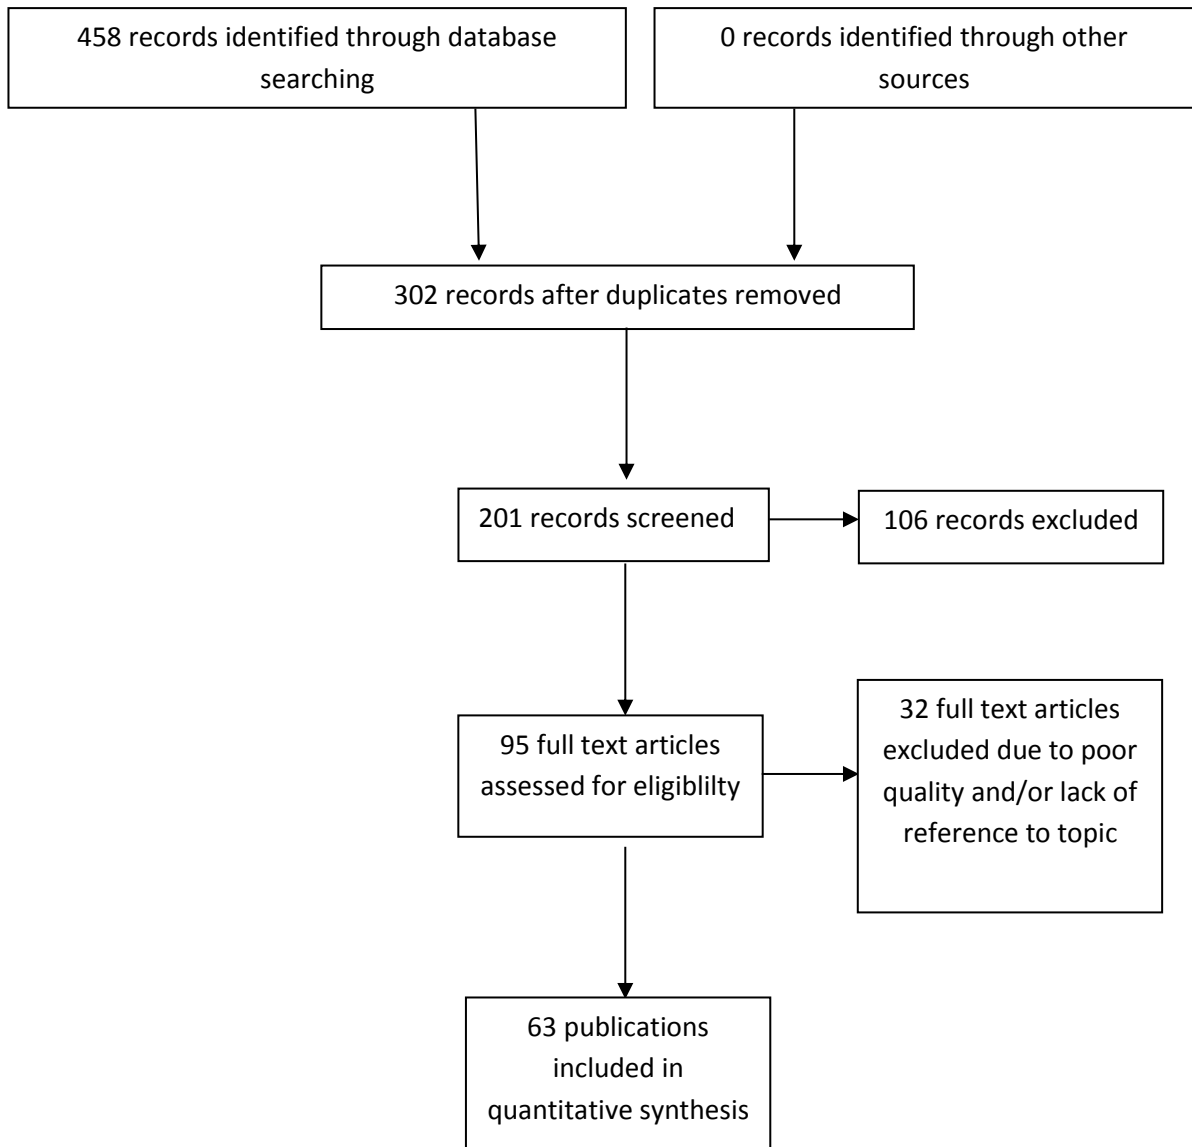 458 records identified through database
searching
0 records identified through other
sources
302 records after duplicates removed
201 records screened
106 records excluded
95 full text articles
assessed for eligiblilty
32 full text articles
excluded due to poor
quality and/or lack of
reference to topic
63 publications
included in
quantitative synthesis